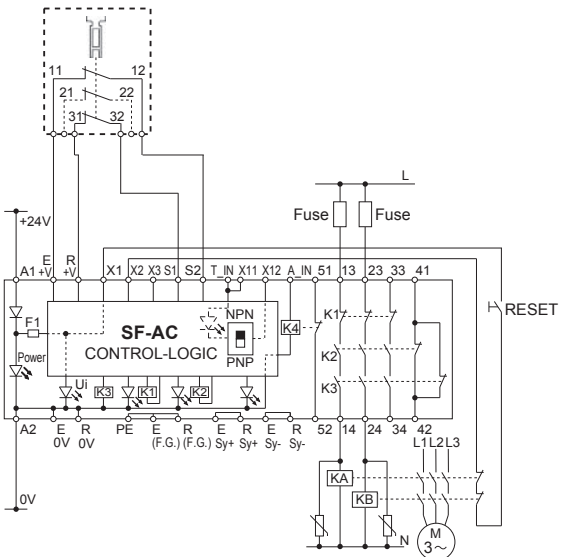 11 12
21 22
31 32
L
Fuse Fuse
+24V
A1 E +V R +V X1 X2 X3 S1 S2 T_IN X11 X12 A_IN 51 13 23 33 41
RESET
F1
SF-AC
CONTROL-LOGIC
NPN
PNP
K4
K1
K2
K3
Power
Ui
K3 K1 K2
A2 E 0V R 0V PE E (F.G.) R (F.G.) E Sy+ R Sy+ E Sy- R Sy- 52 14 24 34 42
L1 L2 L3
KA
KB
0V
N
M
3~